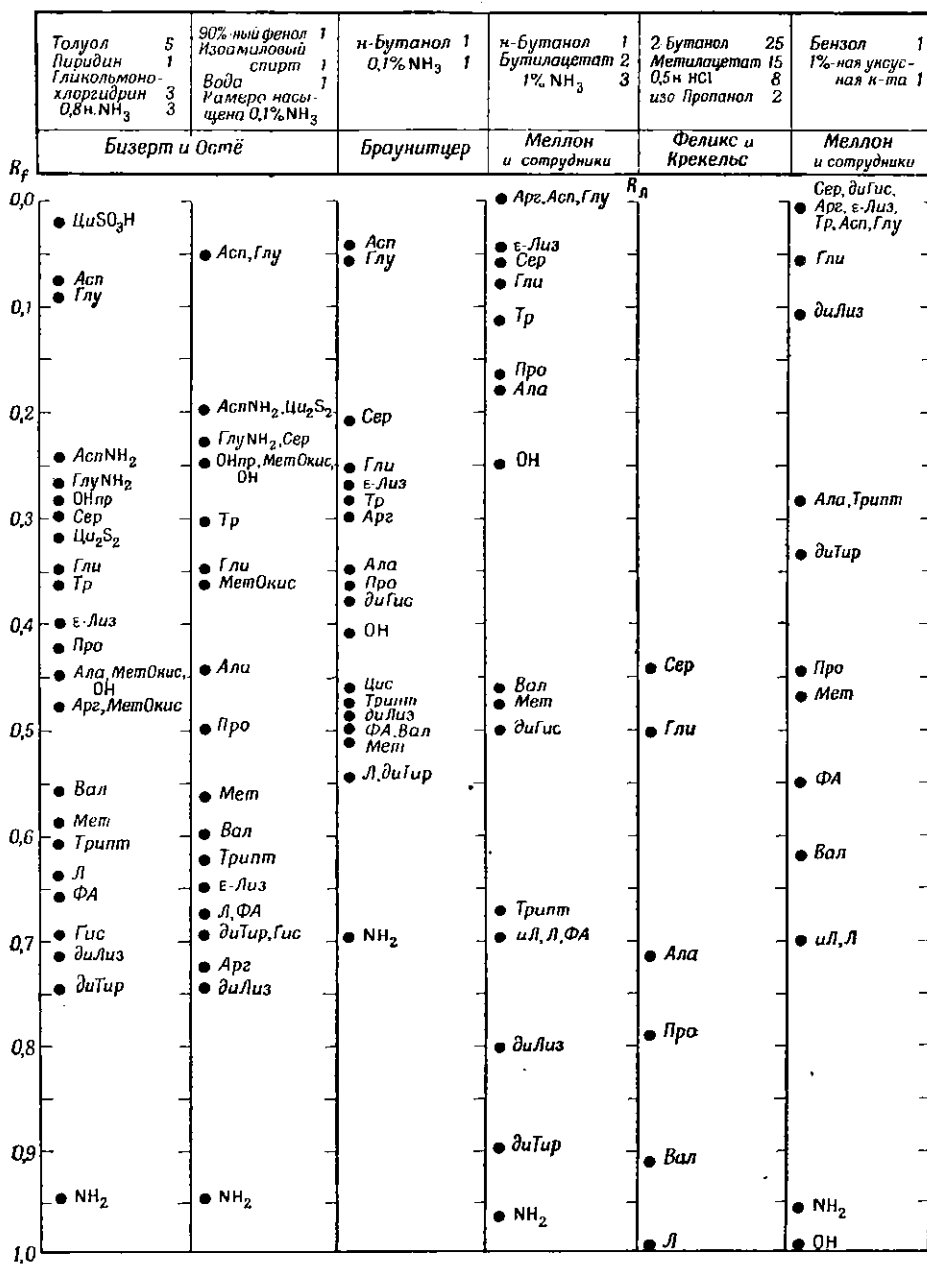 Толуол 5
Пиридин 1
Гликольмоно-
хлоргидрин 3
0,8н. NH3 3
90%-ный фенол 1
Изоамиловый
спирт 1
Вода 1
Камера насы-
щена 0,1% NH3
н-Бутанол 1
0,1% NH3 1
н-Бутанол 1
Бутилацетат 2
1% NH3 3
2-Бутанол 25
Метилацетат 15
0,5н HCl 8
изо Пропанол 2
Бензол 1
1%-ная уксус-
ная к-та 1
Бизерт и Остё
Браунитцер
Меллон
и сотрудники
Феликс и
Крекельс
Меллон
и сотрудники
Rf
0,0
0,1
0,2
0,3
0,4
0,5
0,6
0,7
0,8
0,9
1,0
ЦиSO3H
Асп
Глу
АспNH2
ГлуNH2
ОНпр
Сер
Цu2S2
Гли
Тр
ε-Лиз
Про
Ала, МетОкис,
ОН
Арг, МетОкис
Вал
Мет
Трипт
Л
ФА
Гис
диЛиз
диТир
NH2
Асп, Глу
АспNH2, Цu2S2
ГлуNH2, Сер
ОНпр, МетОкис,
ОН
Тр
Гли
МетОкис
Али
Про
Мет
Вал
Трипт
ε-Лиз
Л, ФА
диТир, Гис
Арг
диЛиз
NH2
Асп
Глу
Сер
Гли
ε-Лиз
Тр
Арг
Ала
Про
диГис
ОН
Цис
Трипт
диЛиз
ФА, Вал
Мет
Л, диТир
NH2
Арг, Асп, Глу
ε-Лиз
Сер
Гли
Тр
Про
Ала
ОН
Вал
Мет
диГис
Трипт
иЛ, Л, ФА
диЛиз
диТир
NH2
Rл
Сер
Гли
Ала
Про
Вал
Л
Сер, диГис,
Арг, ε-Лиз,
Тр, Асп, Глу
Гли
диЛиз
Ала, Трипт
диТир
Про
Мет
ФА
Вал
иЛ, Л
NH2
ОН